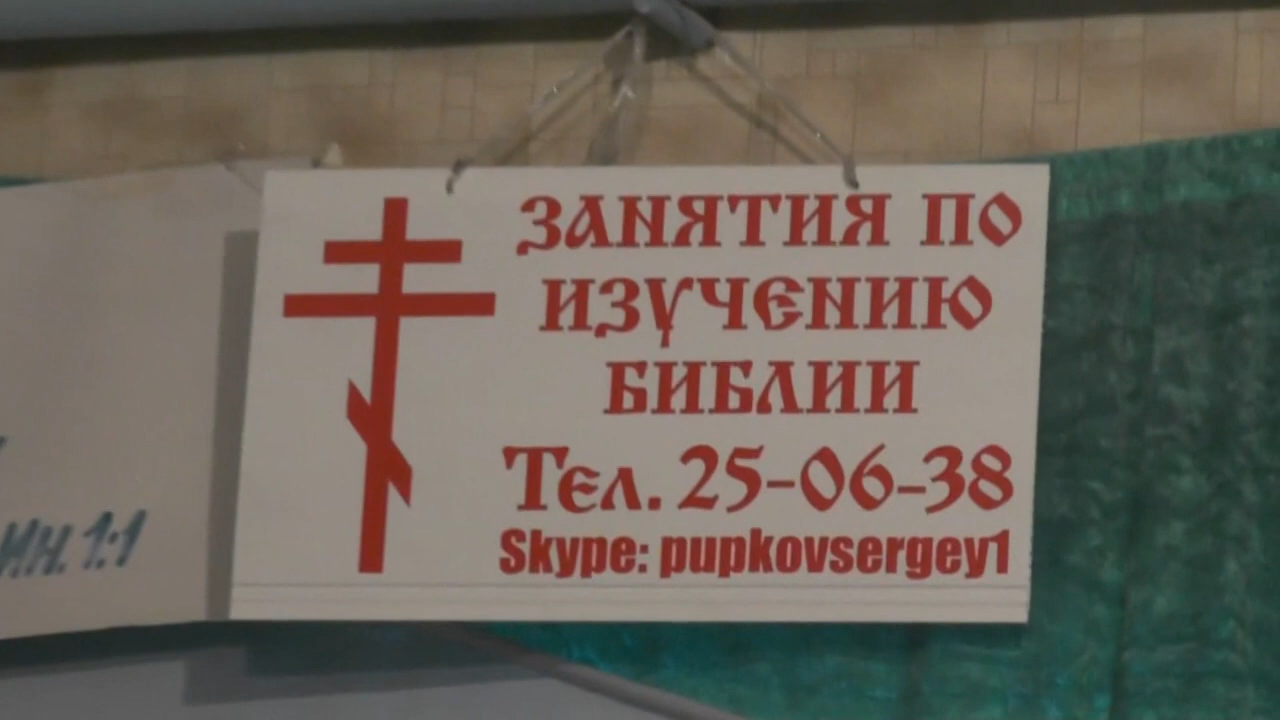 ЗАНЯТИЯ ПО
ИЗУЧЕНИЮ
БИБЛИИ
Тел. 25-06-38
Skype: pupkovsergey1
Ин. 1:1